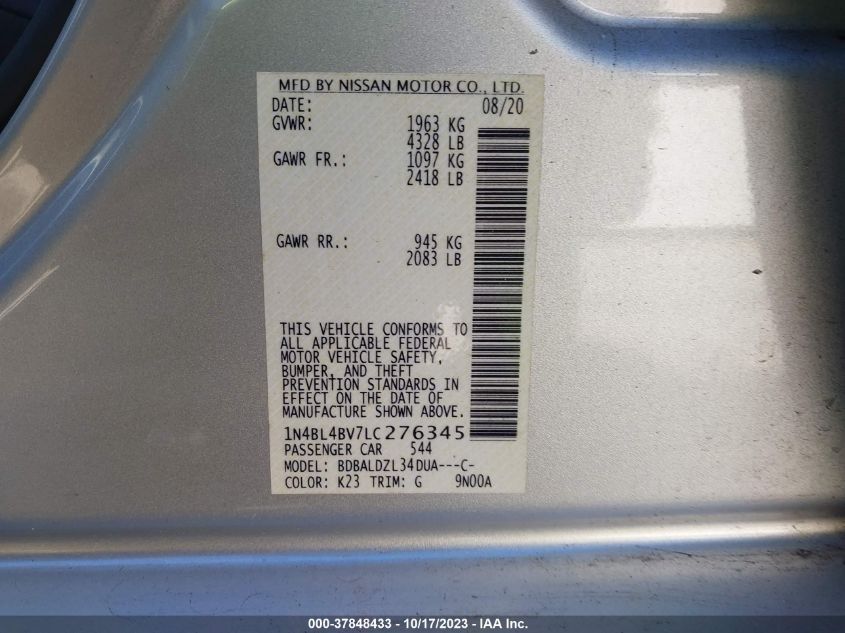 MFD BY NISSAN MOTOR CO., LTD.
DATE: 08/20
GVWR: 1963 KG
4328 LB
GAWR FR.: 1097 KG
2418 LB
GAWR RR.: 945 KG
2083 LB
THIS VEHICLE CONFORMS TO
ALL APPLICABLE FEDERAL
MOTOR VEHICLE SAFETY,
BUMPER, AND THEFT
PREVENTION STANDARDS IN
EFFECT ON THE DATE OF
MANUFACTURE SHOWN ABOVE.
1N4BL4BV7LC276345
PASSENGER CAR 544
MODEL: BDBALDZL34DUA---C-
COLOR: K23 TRIM: G 9N00A
000-37848433 - 10/17/2023 - IAA Inc.